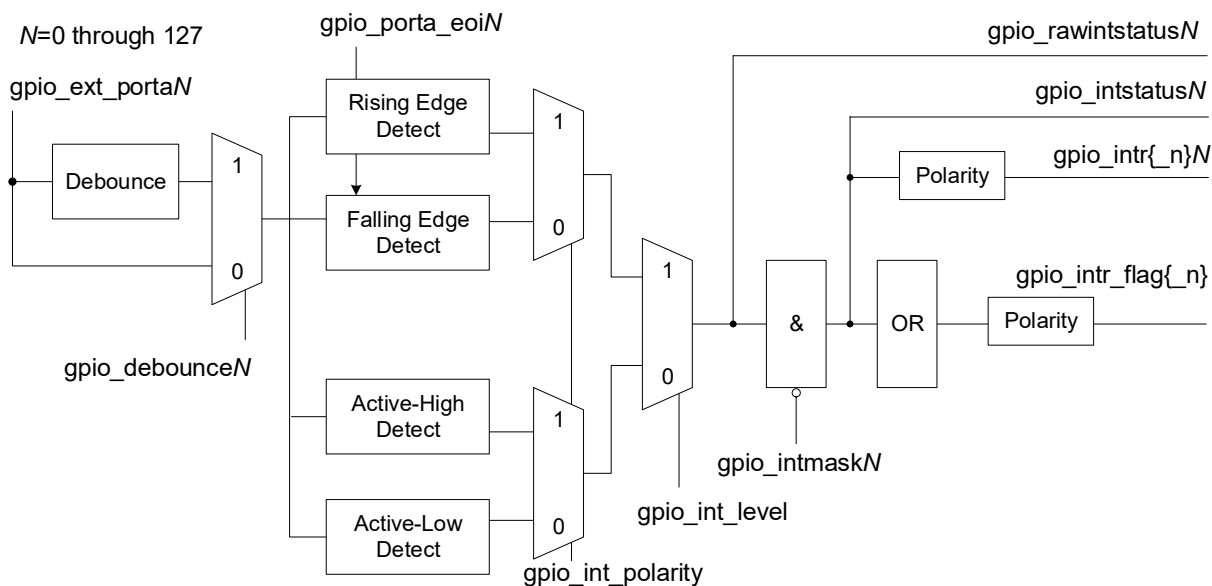 N=0 through 127
gpio_porta_eoiN
gpio_rawintstatusN
gpio_ext_portaN
gpio_intstatusN
Rising Edge
Detect
1
gpio_intr{_n}N
Debounce
1
Polarity
Falling Edge
Detect
0
0
1
gpio_intr_flag{_n}
&
OR
Polarity
gpio_debounceN
0
Active-High
Detect
1
gpio_intmaskN
gpio_int_level
Active-Low
Detect
0
gpio_int_polarity